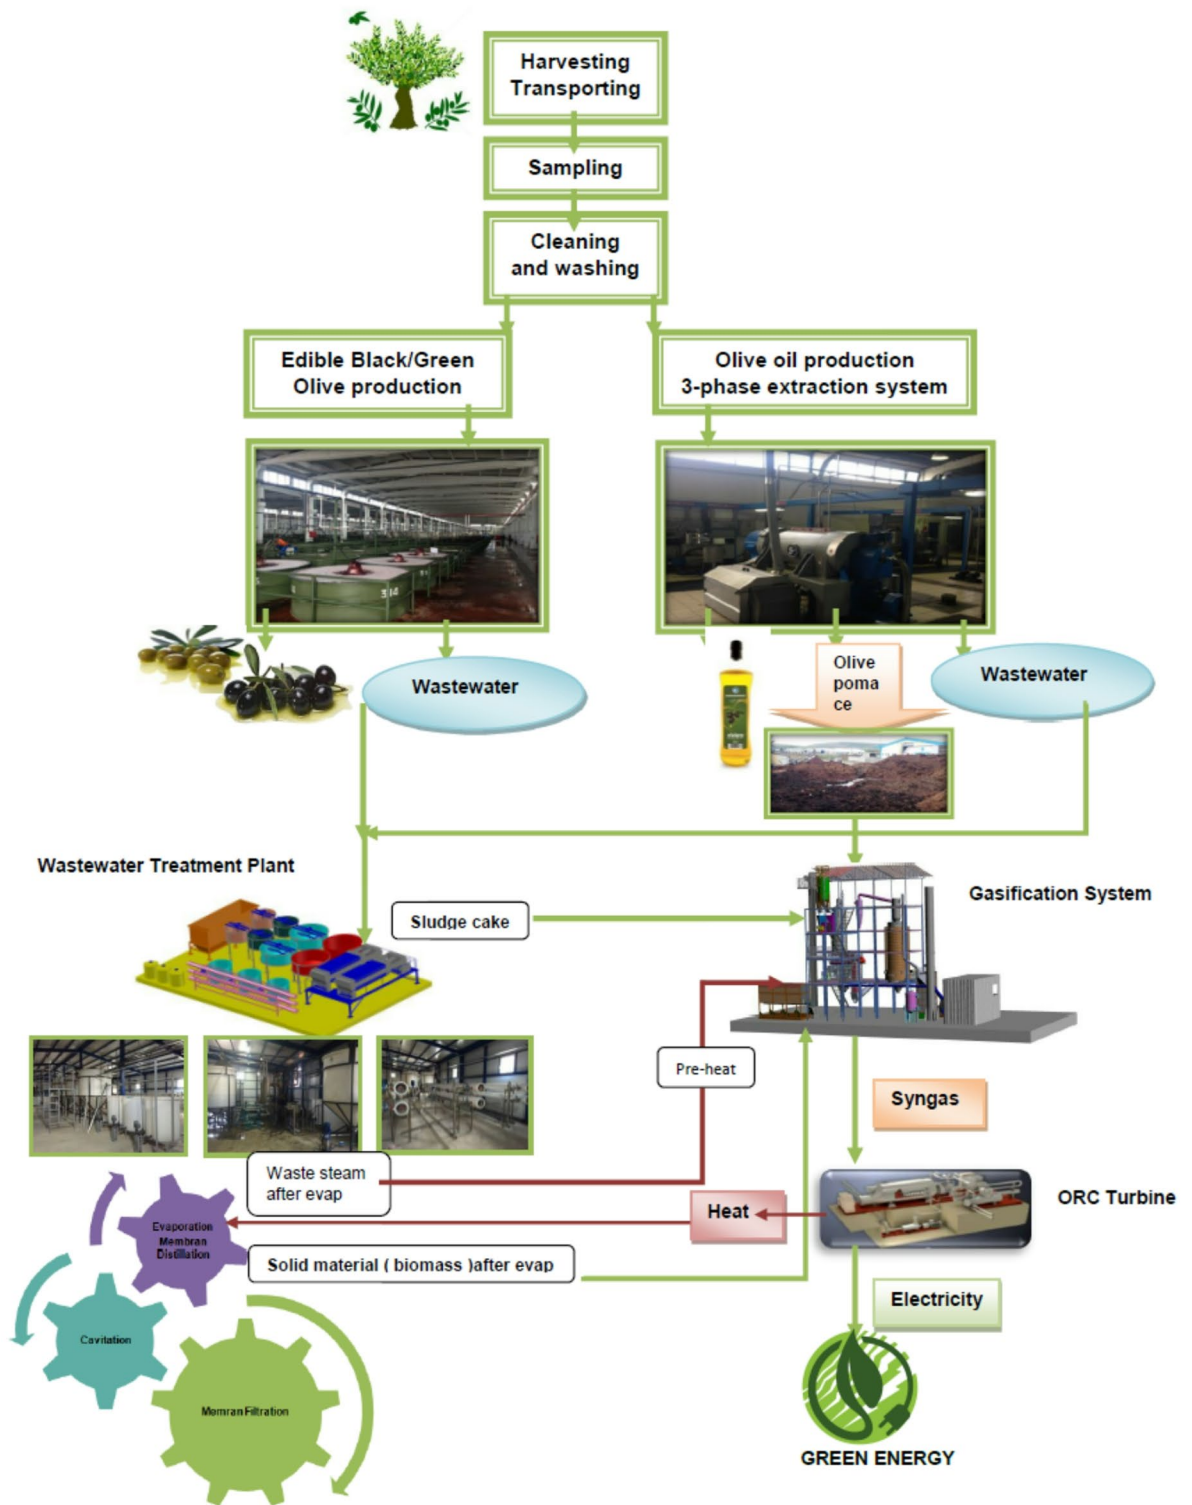 Harvesting
Transporting
Sampling
Cleaning
and washing
Edible Black/Green
Olive production
Olive oil production
3-phase extraction system
314
Wastewater
Olive
poma
ce
Wastewater
Wastewater Treatment Plant
Sludge cake
Gasification System
Pre-heat
Syngas
Waste steam
after evap
Heat
ORC Turbine
Evaporation
Membran
Distillation
Solid material ( biomass )after evap
Electricity
Cavitation
Memran Filtration
GREEN ENERGY